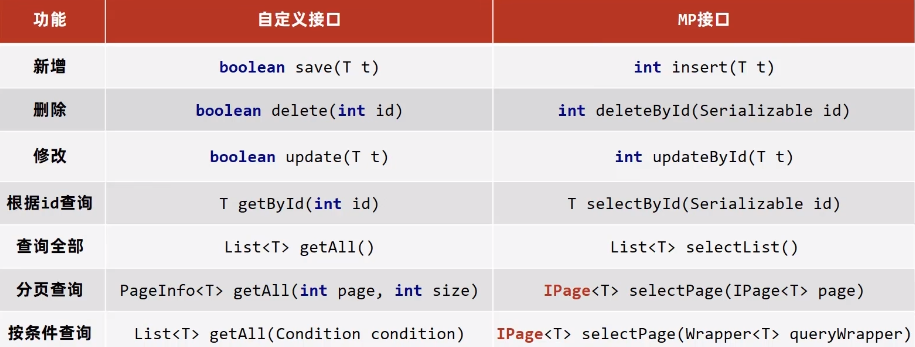 功能 自定义接口 MP接口
新增 boolean save(T t) int insert(T t)
删除 boolean delete(int id) int deleteById(Serializable id)
修改 boolean update(T t) int updateById(T t)
根据id查询 T getById(int id) T selectById(Serializable id)
查询全部 List<T> getAll() List<T> selectList()
分页查询 PageInfo<T> getAll(int page, int size) IPage<T> selectPage(IPage<T> page)
按条件查询 List<T> getAll(Condition condition) IPage<T> selectPage(Wrapper<T> queryWrapper)